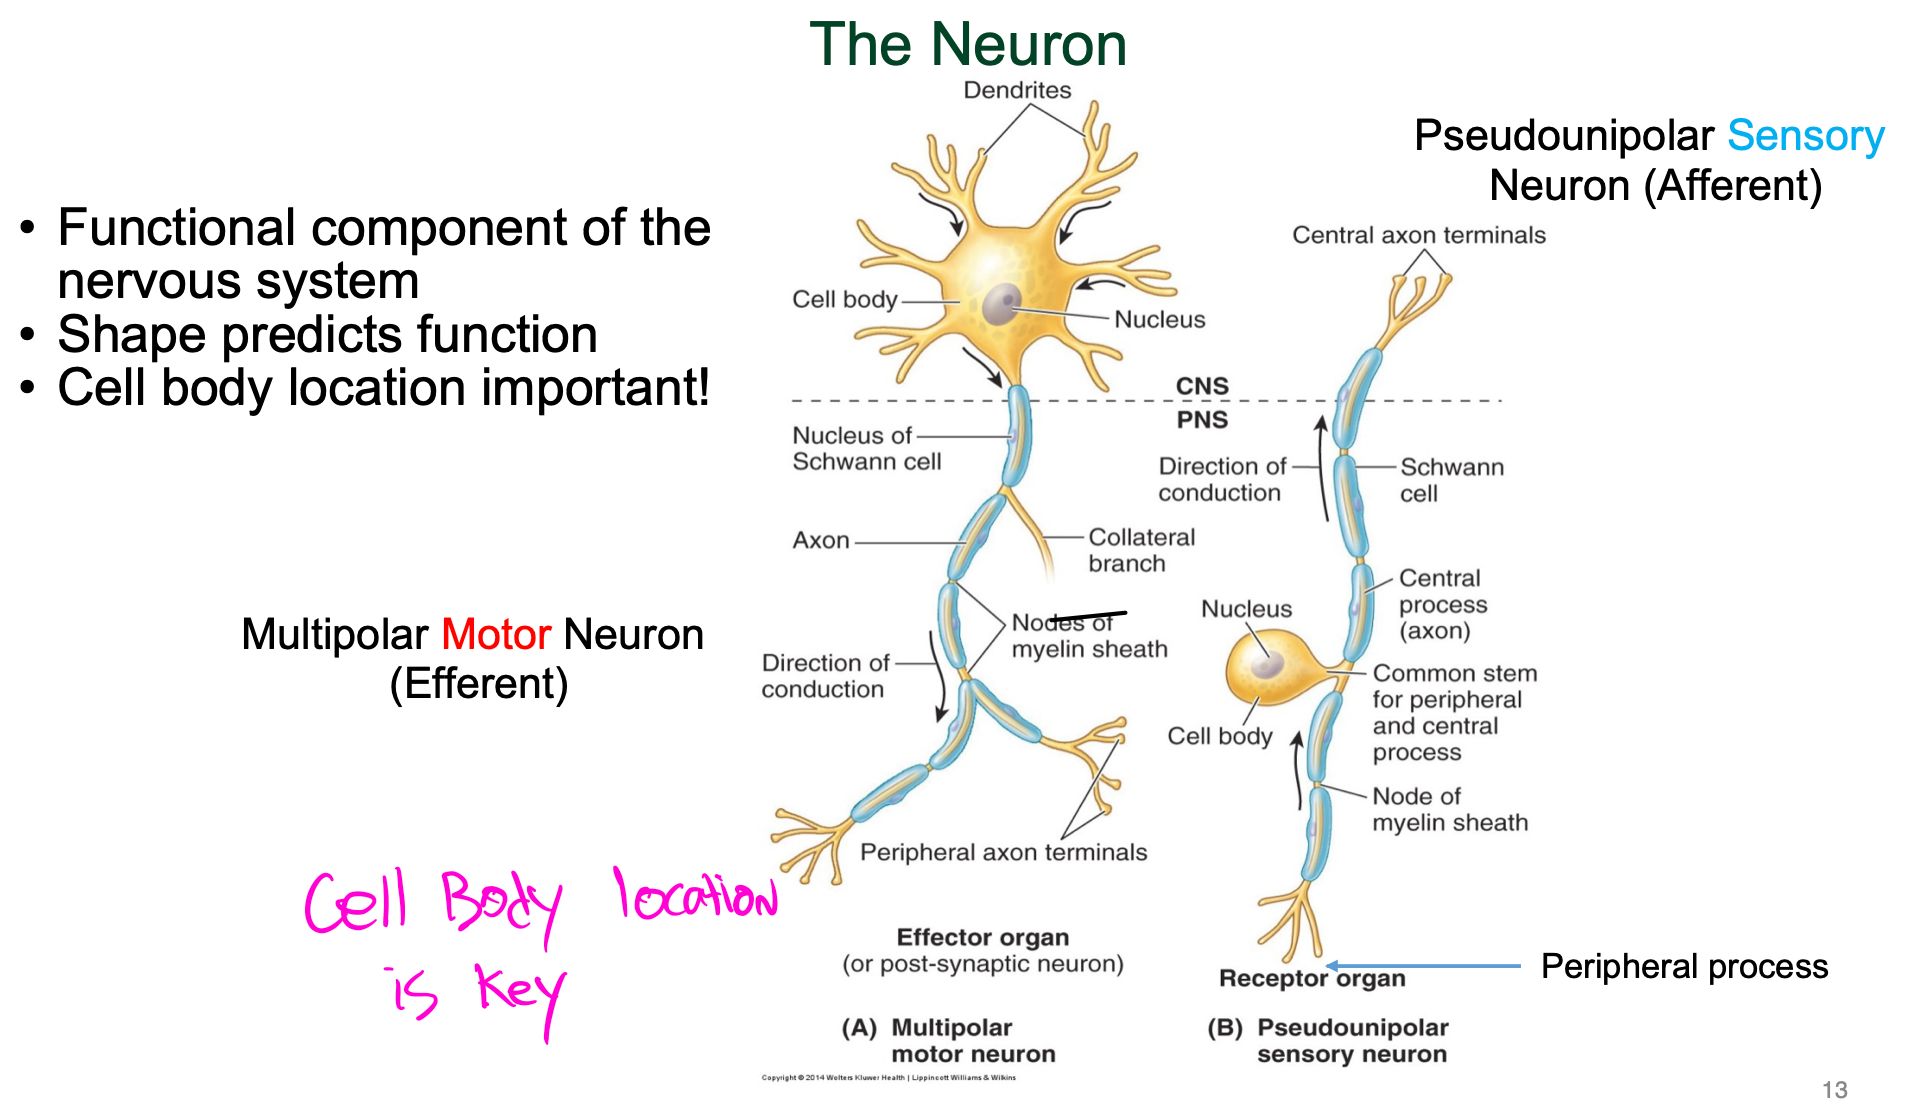 The Neuron
• Functional component of the
nervous system
• Shape predicts function
• Cell body location important!
Multipolar Motor Neuron
(Efferent)
Cell Body location
is Key
Dendrites
Cell body
Nucleus
CNS
PNS
Nucleus of
Schwann cell
Axon
Collateral
branch
Nodes of
myelin sheath
Direction of
conduction
Peripheral axon terminals
Effector organ
(or post-synaptic neuron)
(A) Multipolar
motor neuron
Pseudounipolar Sensory
Neuron (Afferent)
Central axon terminals
Direction of
conduction
Schwann
cell
Central
process
(axon)
Nucleus
Common stem
for peripheral
and central
process
Cell body
Node of
myelin sheath
Receptor organ
Peripheral process
(B) Pseudounipolar
sensory neuron
Copyright © 2014 Wolters Kluwer Health | Lippincott Williams & Wilkins
13